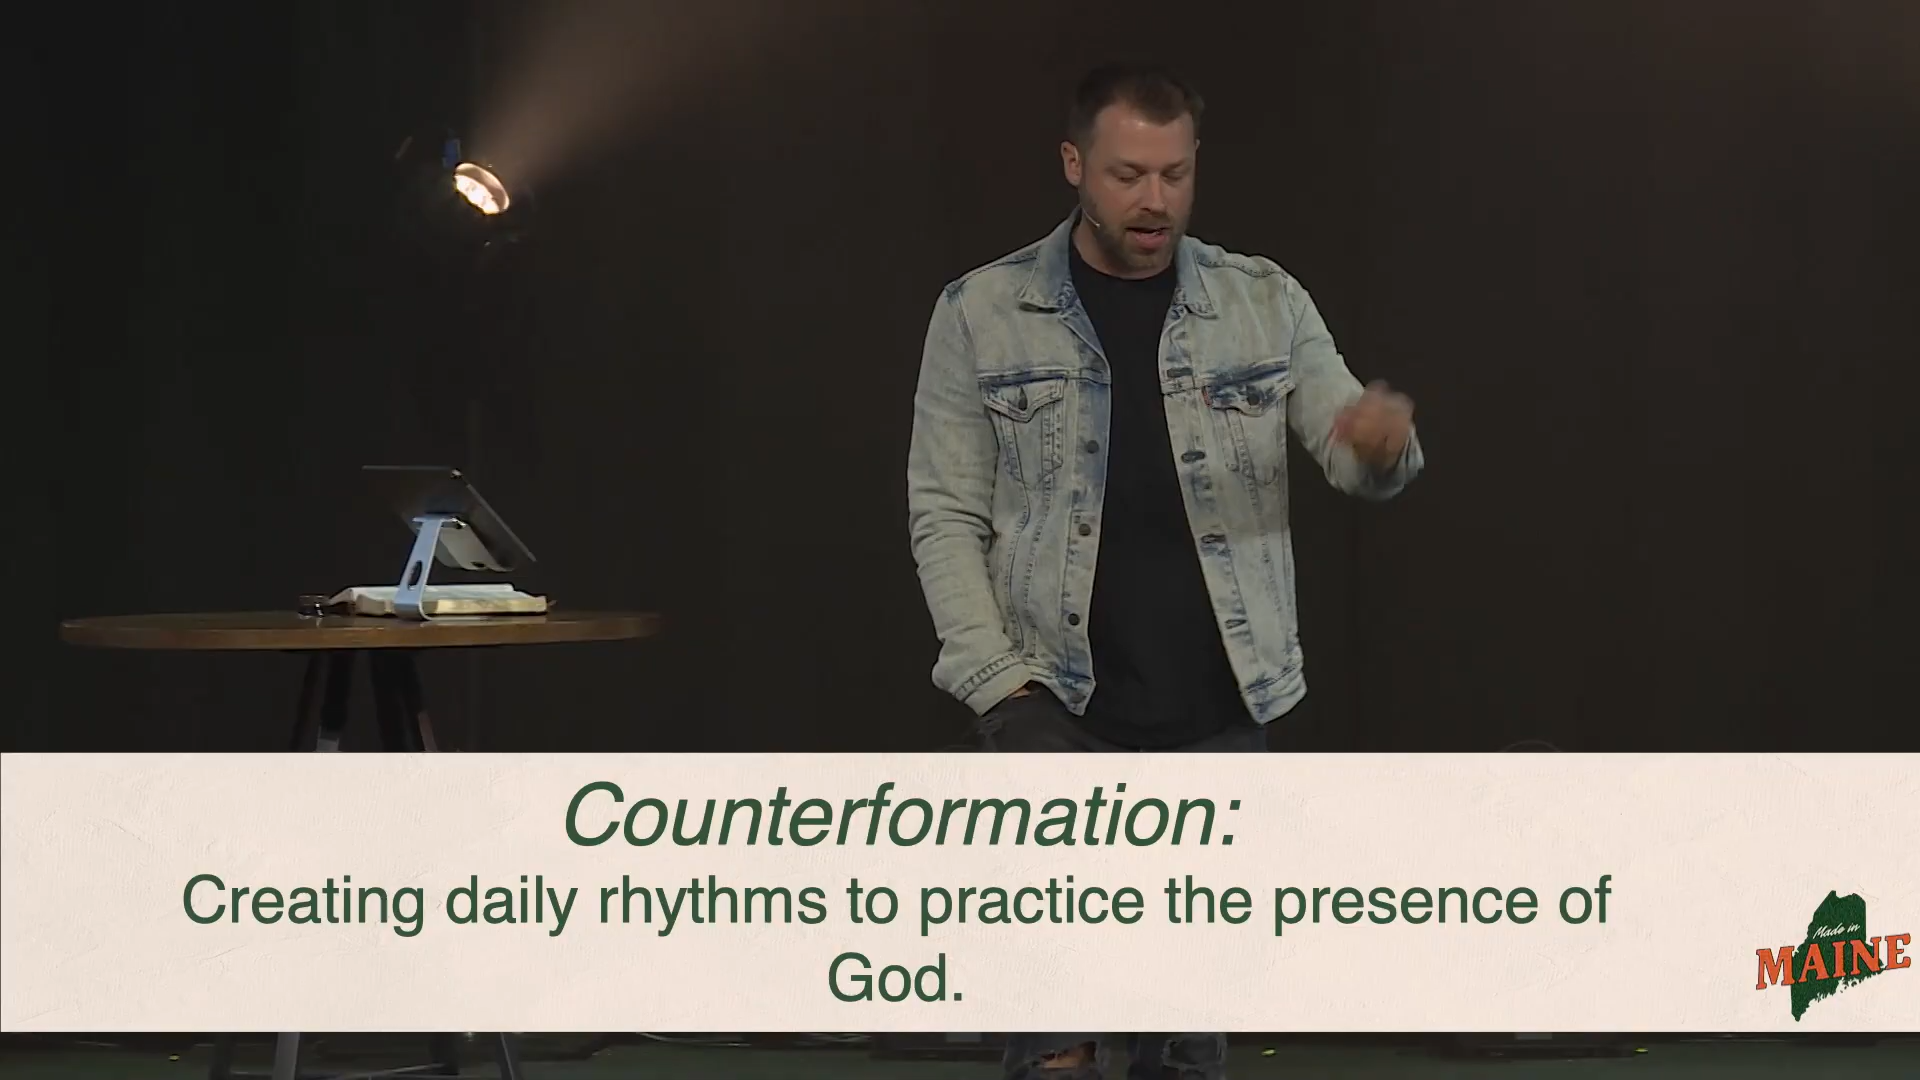 Counterformation:
Creating daily rhythms to practice the presence of
God.
Made in
MAINE